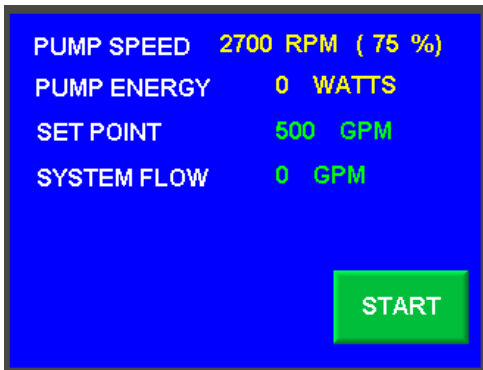 PUMP SPEED 2700 RPM ( 75 %)
PUMP ENERGY 0 WATTS
SET POINT 500 GPM
SYSTEM FLOW 0 GPM
START